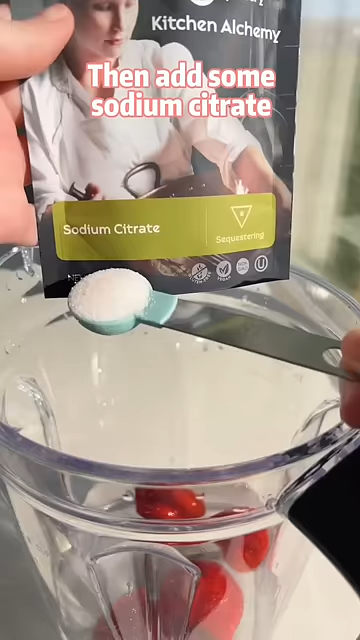 Kitchen Alchemy
Then add some
sodium citrate
Sodium Citrate
Sequestering